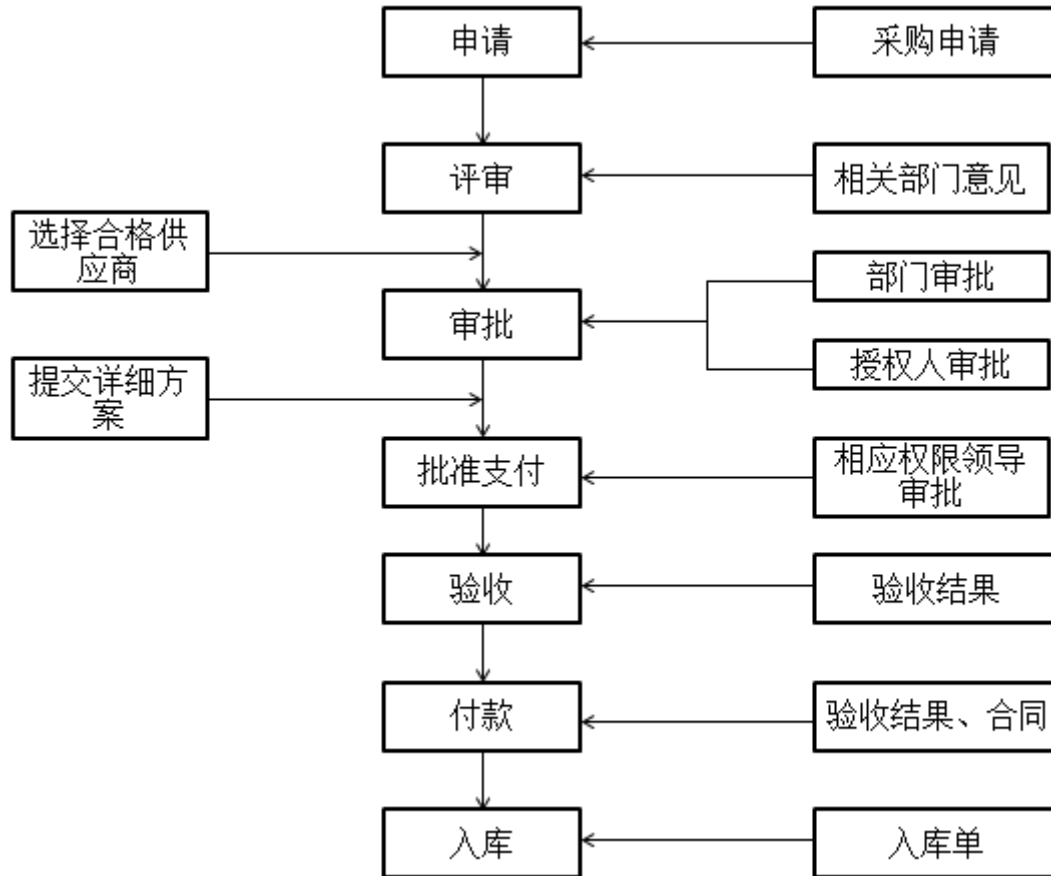 申请
采购申请
评审
相关部门意见
选择合格供
应商
部门审批
审批
授权人审批
提交详细方
案
批准支付
相应权限领导
审批
验收
验收结果
付款
验收结果、合同
入库
入库单